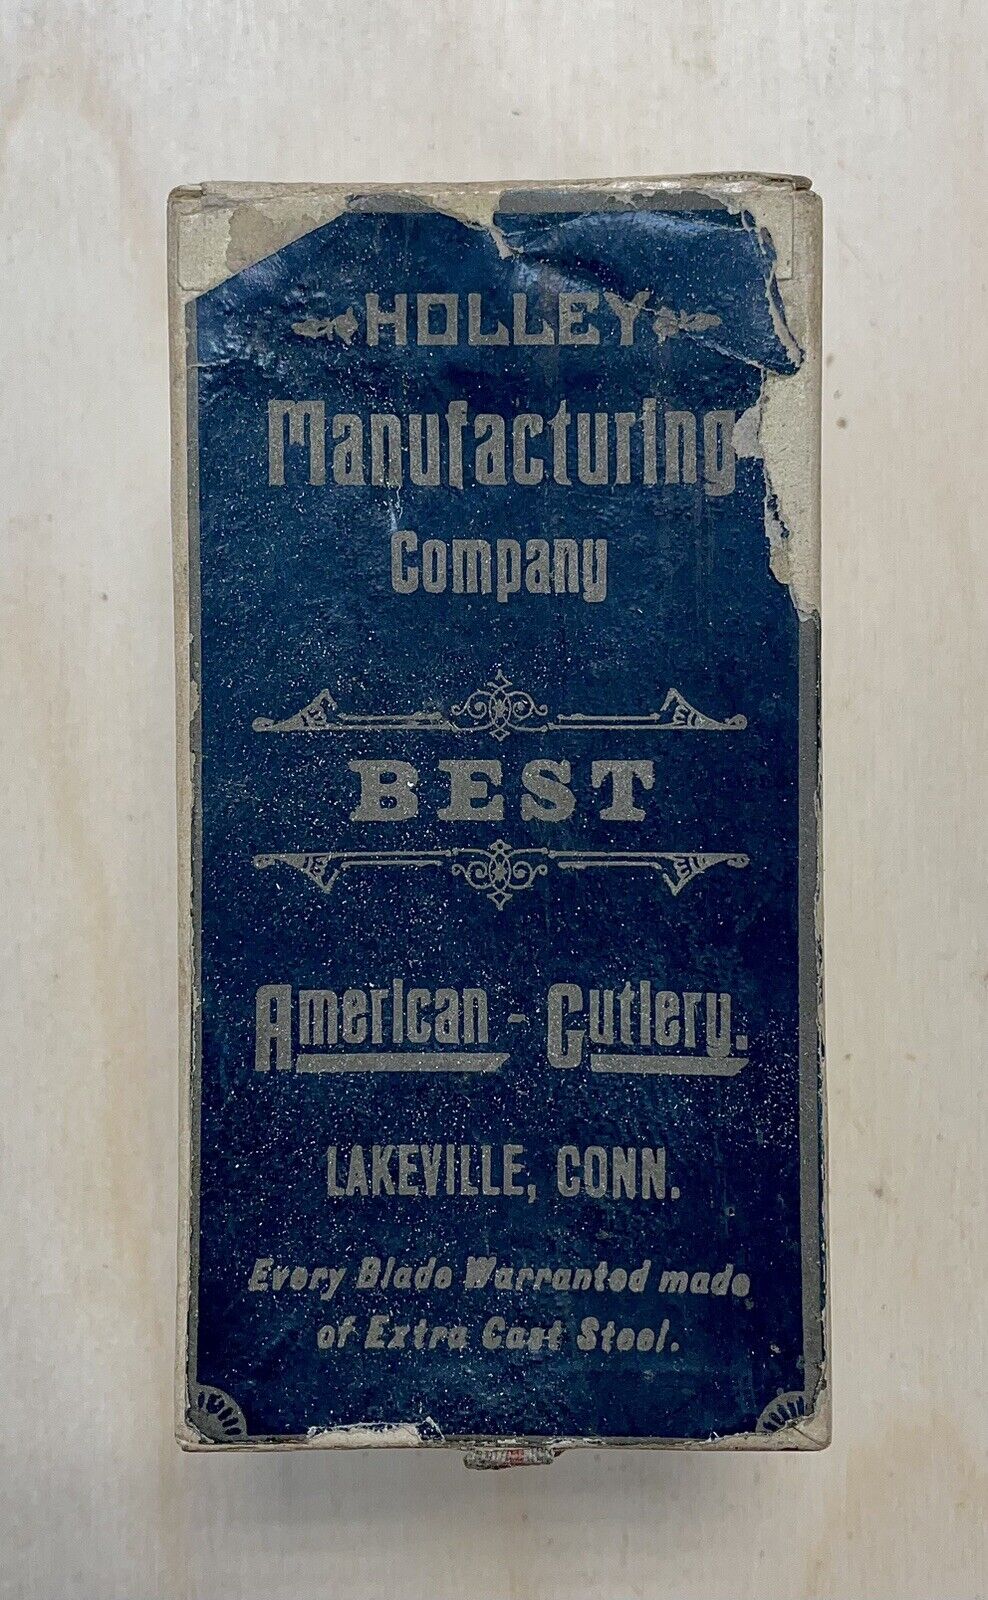 HOLLEY
Manufacturing
Company
BEST
American - Cutlery.
LAKEVILLE, CONN.
Every Blade Warranted made
of Extra Cast Steel.